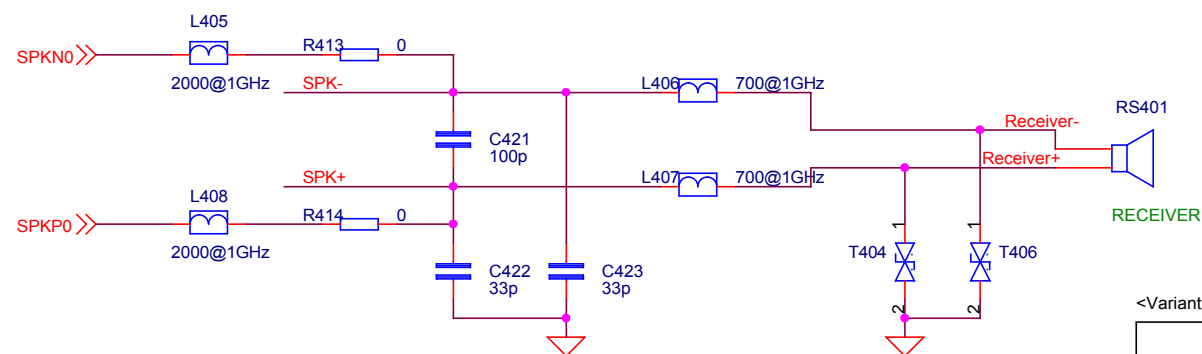 L405
SPKN0
R413
0
2000@1GHz
SPK-
L406
700@1GHz
RS401
Receiver-
C421
100p
Receiver+
SPK+
L407
700@1GHz
L408
SPKP0
R414
0
RECEIVER
2000@1GHz
1
1
T404
T406
C422
33p
C423
33p
2
2
<Variant